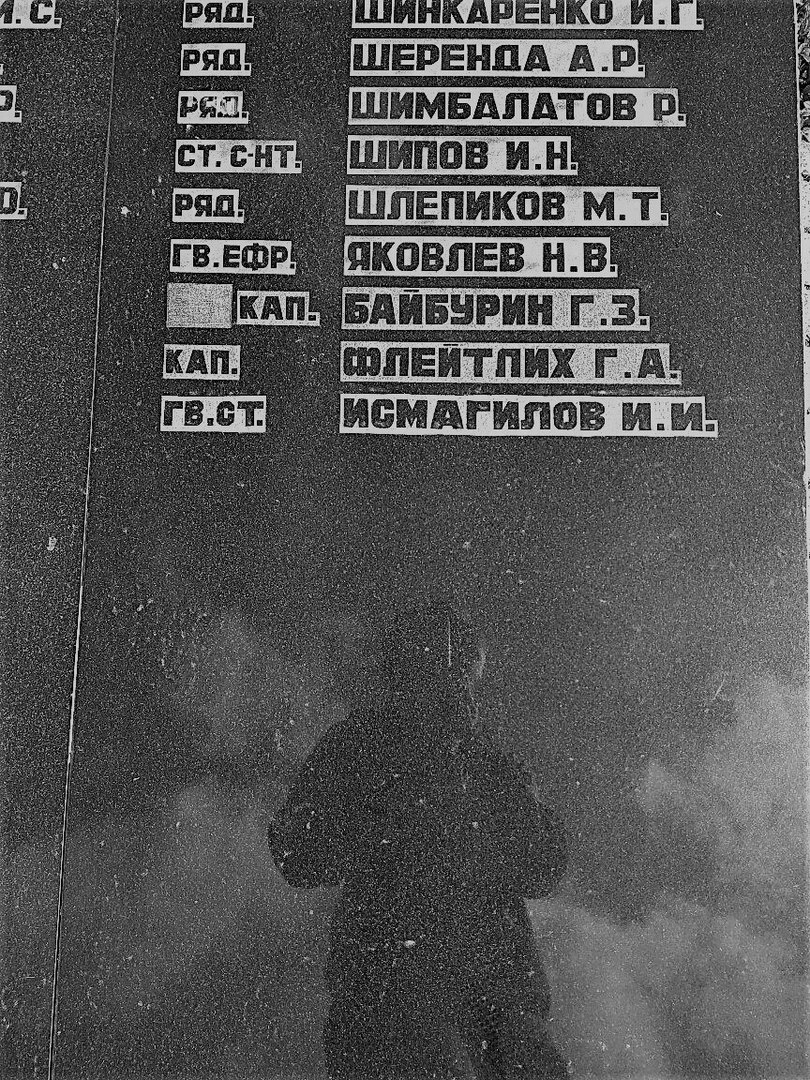 И.С.
РЯД. ШИНКАРЕНКО И.Г.
РЯД. ШЕРЕНДА А.Р.
РЯД. ШИМБАЛАТОВ Р.
СТ. С-НТ. ШИПОВ И.Н.
РЯД. ШЛЕПИКОВ М.Т.
ГВ.ЕФР. ЯКОВЛЕВ Н.В.
КАП. БАЙБУРИН Г.З.
КАП. ФЛЕЙТЛИХ Г.А.
ГВ.СТ. ИСМАГИЛОВ И.И.